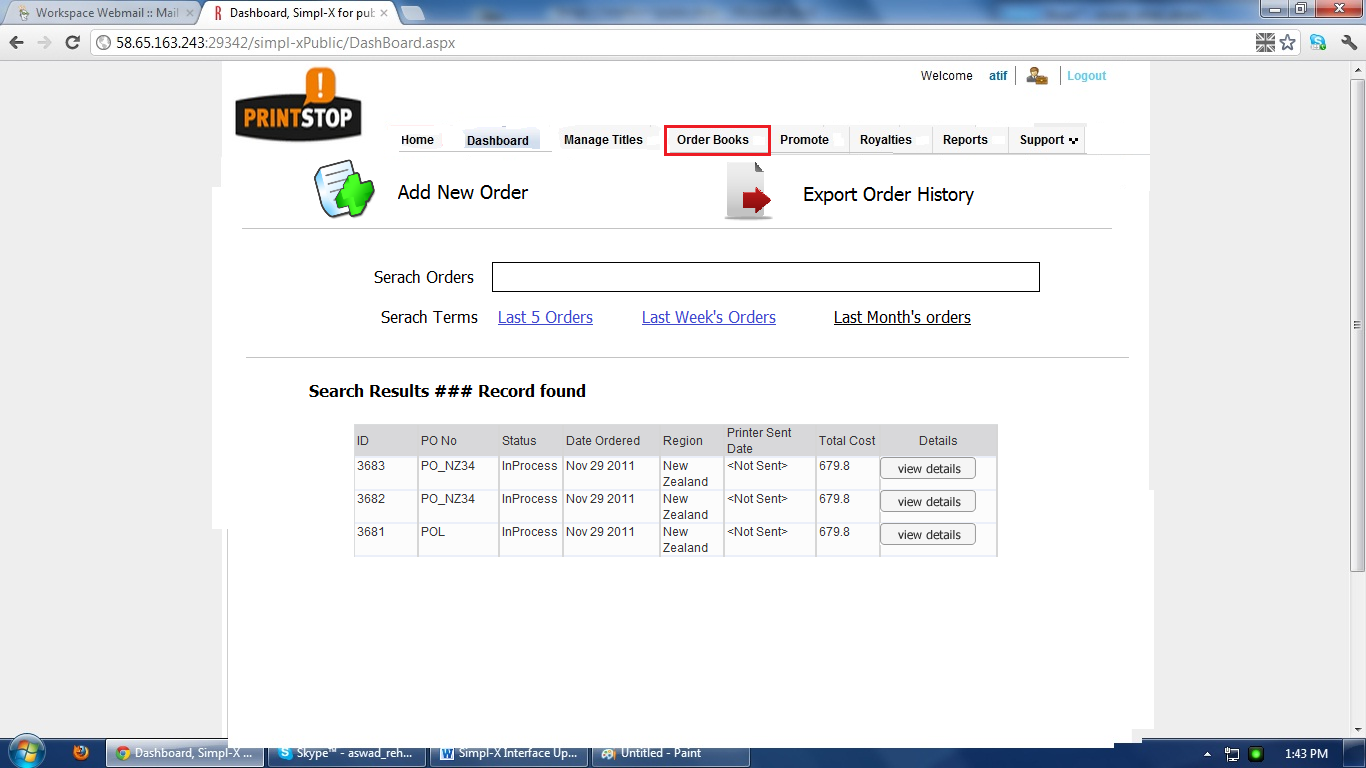 Workspace Webmail :: Mail
Dashboard, Simpl-X for pub
58.65.163.243:29342/simpl-xPublic/DashBoard.aspx
Welcome atif Logout
!
PRINTSTOP
Home Dashboard Manage Titles Order Books Promote Royalties Reports Support
Add New Order Export Order History
Serach Orders
Serach Terms Last 5 Orders Last Week's Orders Last Month's orders
Search Results ### Record found
ID PO No Status Date Ordered Region Printer Sent Date Total Cost Details
3683 PO_NZ34 InProcess Nov 29 2011 New Zealand <Not Sent> 679.8 view details
3682 PO_NZ34 InProcess Nov 29 2011 New Zealand <Not Sent> 679.8 view details
3681 POL InProcess Nov 29 2011 New Zealand <Not Sent> 679.8 view details
Dashboard, Simpl-X ... Skype™ - aswad_reh... Simpl-X Interface Up... Untitled - Paint 1:43 PM